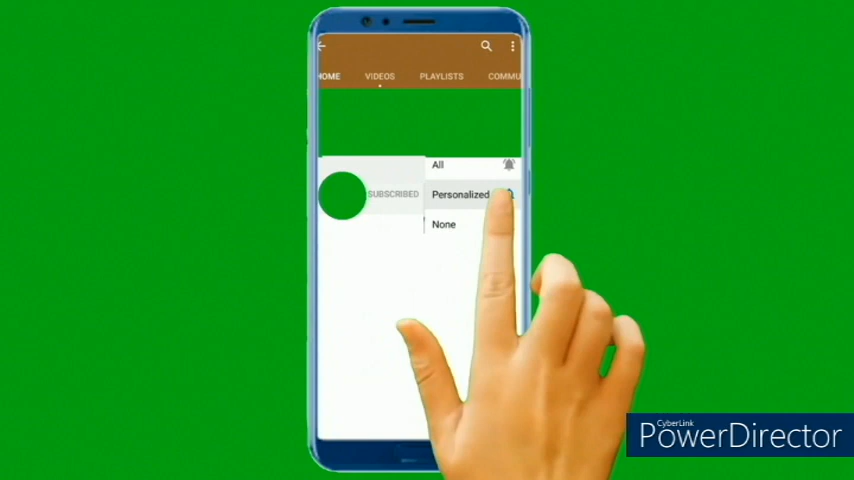 HOME VIDEOS PLAYLISTS COMMU
All
SUBSCRIBED Personalized
None
CyberLink
PowerDirector